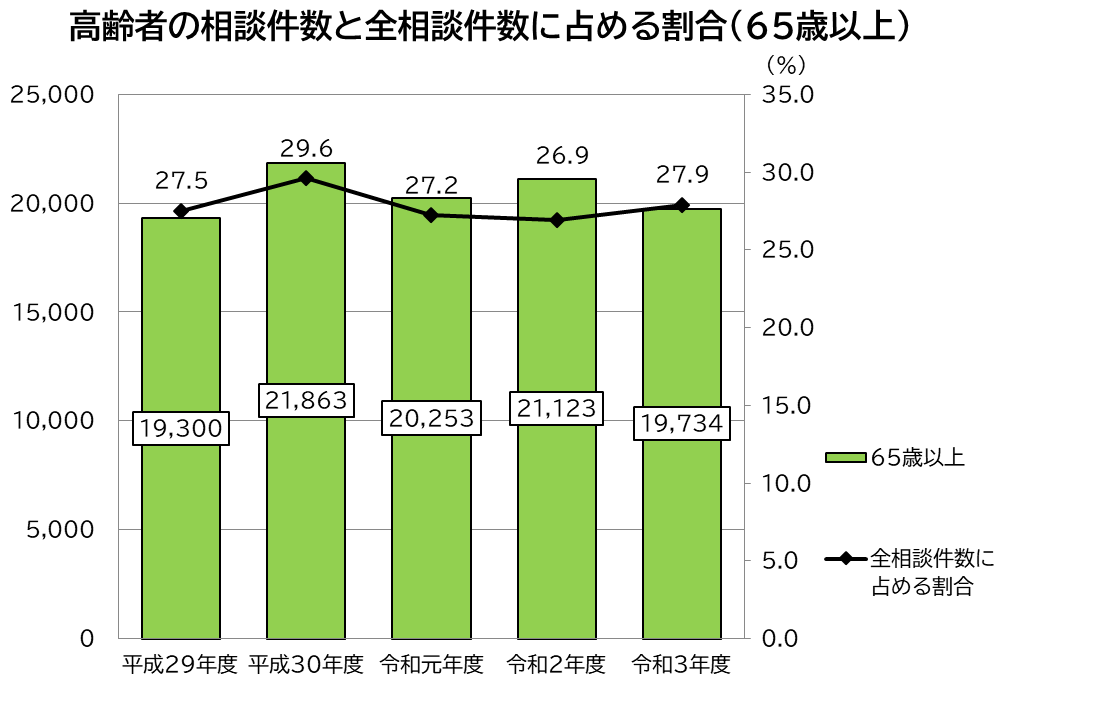 高齢者の相談件数と全相談件数に占める割合(65歳以上)
(%)
25,000
20,000
15,000
10,000
5,000
0
35.0
30.0
25.0
20.0
15.0
10.0
5.0
0.0
27.5
29.6
27.2
26.9
27.9
19,300
21,863
20,253
21,123
19,734
平成29年度
平成30年度
令和元年度
令和2年度
令和3年度
65歳以上
全相談件数に
占める割合